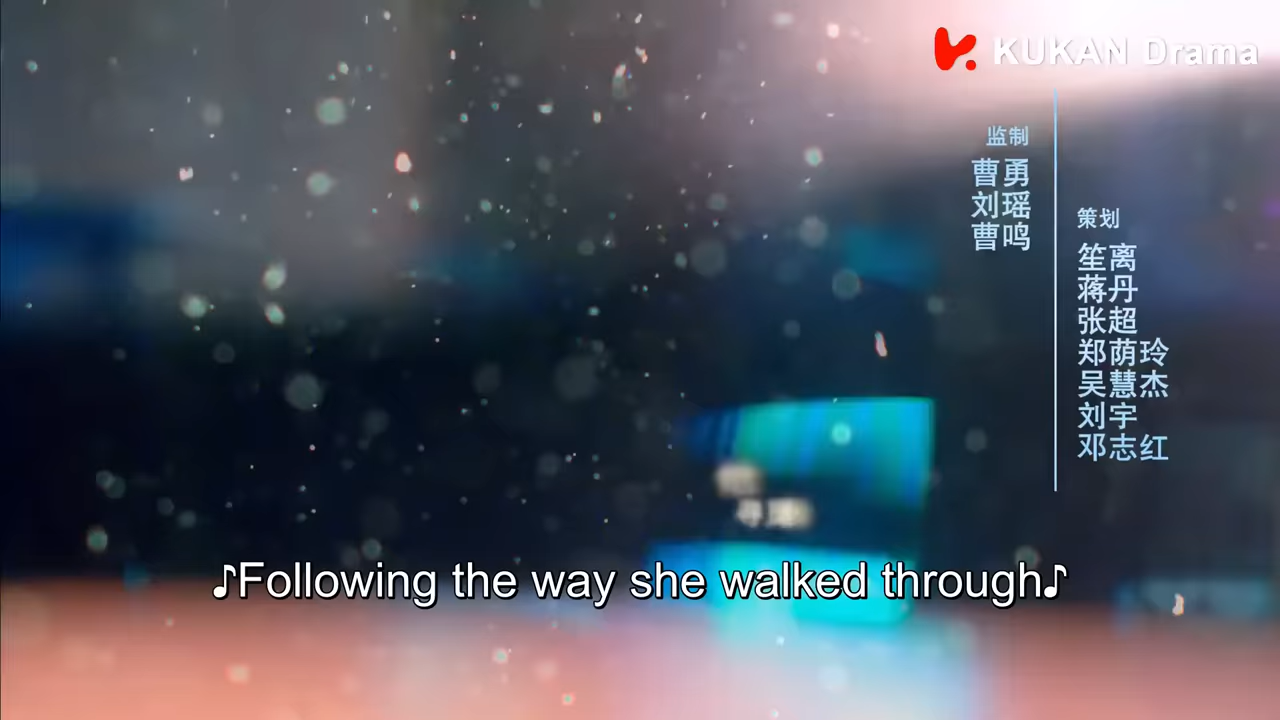 KUKAN Drama
监制
曹勇
刘瑶
曹鸣
策划
笙离
蒋丹
张超
郑荫玲
吴慧杰
刘宇
邓志红
♪Following the way she walked through♪